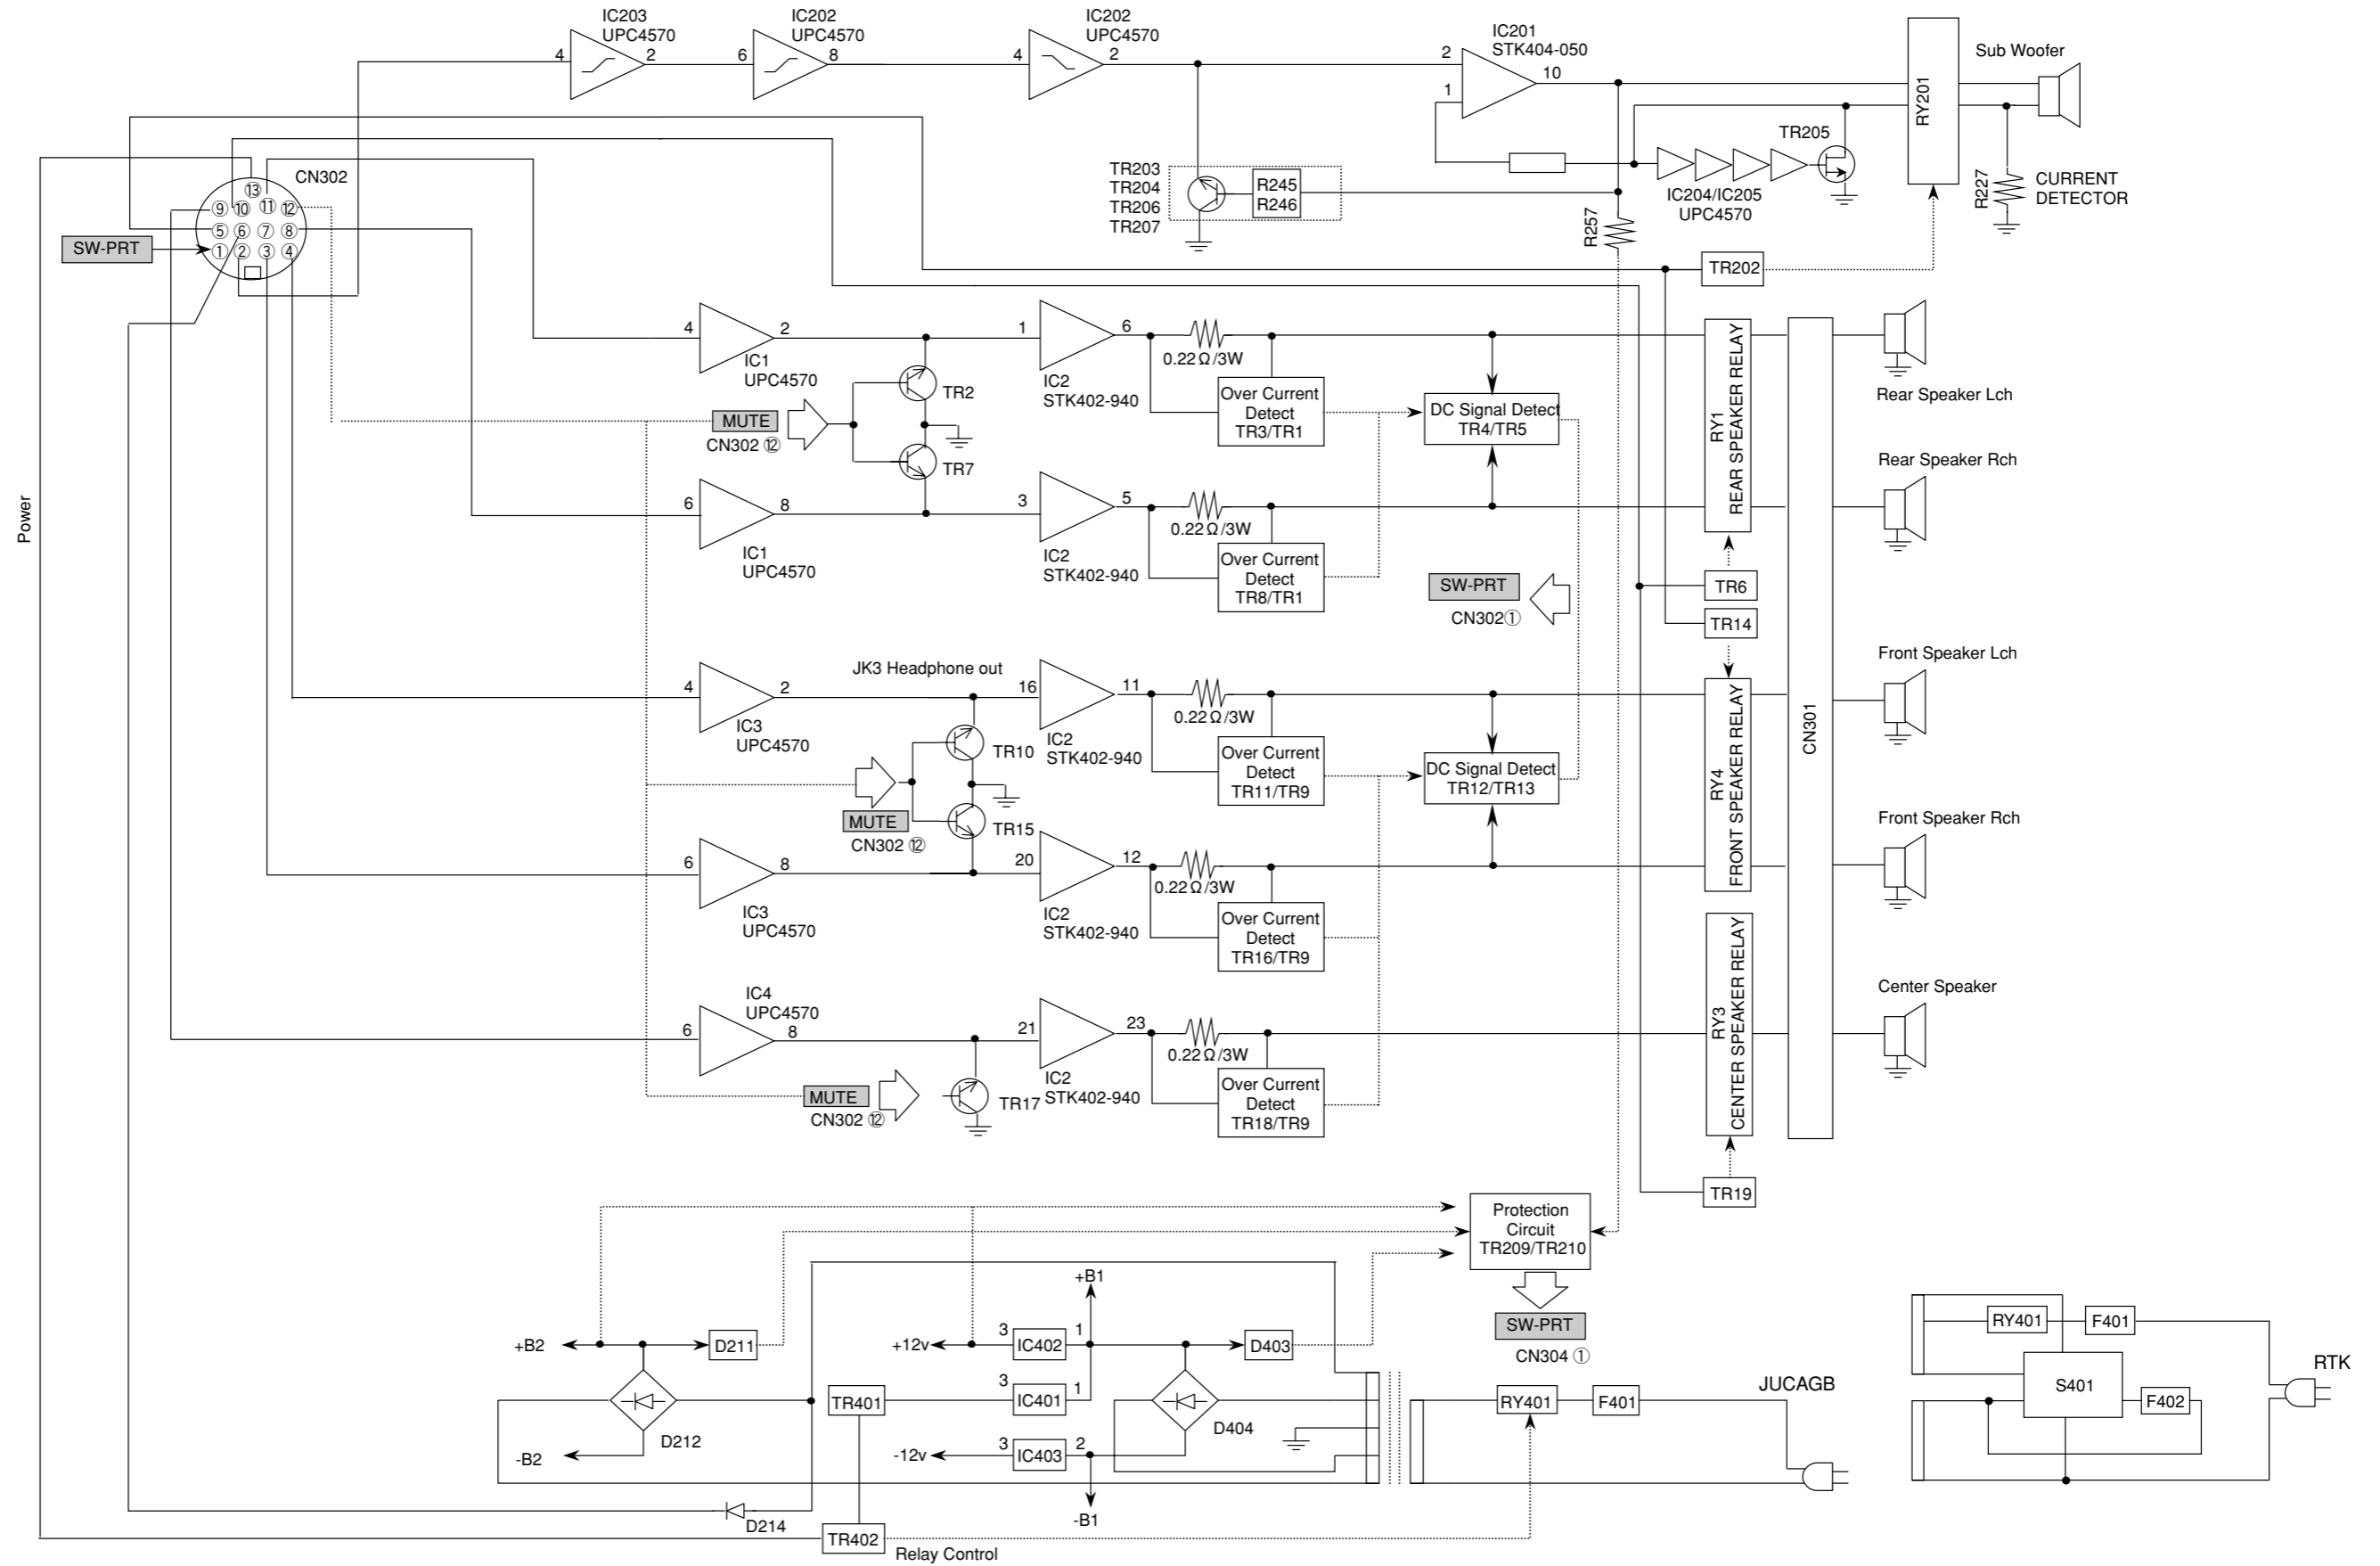 IC203
UPC4570
4
2
IC202
UPC4570
6
8
IC202
UPC4570
4
2
IC201
STK404-050
2
1
10
RY201
Sub Woofer
TR205
IC204/IC205
UPC4570
R227
CURRENT
DETECTOR
TR203
TR204
TR206
TR207
R245
R246
R257
TR202
CN302
⑬
⑨ ⑩ ⑪ ⑫
⑤ ⑥ ⑦ ⑧
① ② ③ ④
SW-PRT
Power
4
2
IC1
UPC4570
1
6
IC2
STK402-940
0.22Ω/3W
Over Current
Detect
TR3/TR1
DC Signal Detect
TR4/TR5
RY1
REAR SPEAKER RELAY
Rear Speaker Lch
MUTE
CN302 ⑫
TR2
TR7
6
8
IC1
UPC4570
3
5
IC2
STK402-940
0.22Ω/3W
Over Current
Detect
TR8/TR1
Rear Speaker Rch
SW-PRT
CN302①
TR6
TR14
JK3 Headphone out
4
2
IC3
UPC4570
16
11
IC2
STK402-940
0.22Ω/3W
Over Current
Detect
TR11/TR9
DC Signal Detect
TR12/TR13
RY4
FRONT SPEAKER RELAY
CN301
Front Speaker Lch
TR10
TR15
MUTE
CN302 ⑫
6
8
IC3
UPC4570
20
12
IC2
STK402-940
0.22Ω/3W
Over Current
Detect
TR16/TR9
Front Speaker Rch
IC4
UPC4570
6
8
21
23
IC2
STK402-940
0.22Ω/3W
Over Current
Detect
TR18/TR9
RY3
CENTER SPEAKER RELAY
Center Speaker
MUTE
CN302 ⑫
TR17
TR19
Protection
Circuit
TR209/TR210
SW-PRT
CN304 ①
+B2
D211
D212
-B2
+12v
3
IC402
1
+B1
D403
TR401
3
IC401
1
D404
-12v
3
IC403
2
-B1
D214
TR402
Relay Control
RY401
F401
JUCAGB
RY401
F401
S401
F402
RTK